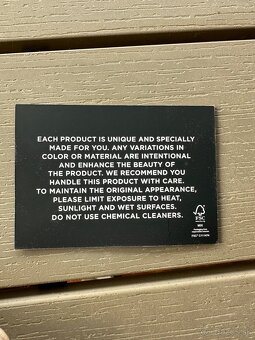 EACH PRODUCT IS UNIQUE AND SPECIALLY
MADE FOR YOU. ANY VARIATIONS IN
COLOR OR MATERIAL ARE INTENTIONAL
AND ENHANCE THE BEAUTY OF
THE PRODUCT. WE RECOMMEND YOU
HANDLE THIS PRODUCT WITH CARE.
TO MAINTAIN THE ORIGINAL APPEARANCE,
PLEASE LIMIT EXPOSURE TO HEAT,
SUNLIGHT AND WET SURFACES.
DO NOT USE CHEMICAL CLEANERS.
FSC
MIX